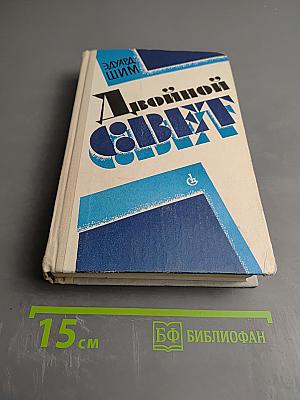 ЭДУАРД
ШИМ
Двойной
СВЕТ
15 см
БФ БИБЛИОФАН